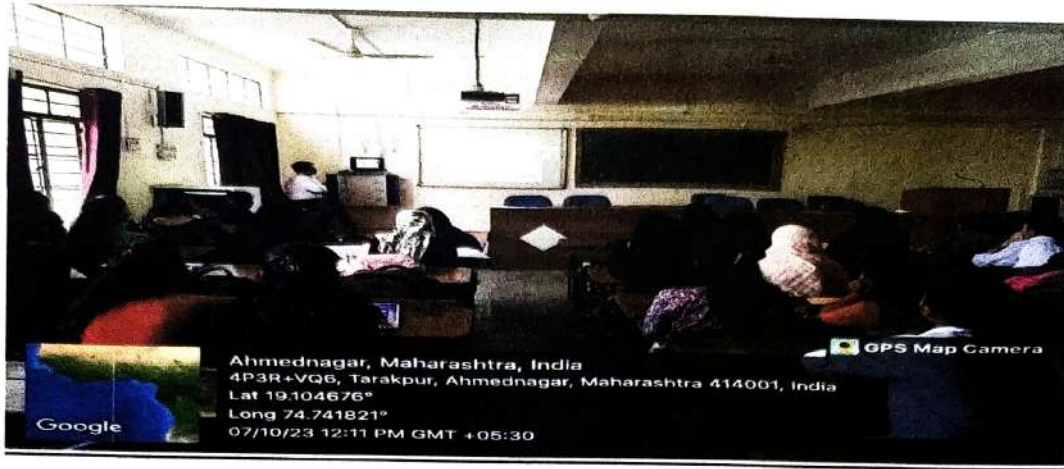 GPS Map Camera
Ahmednagar, Maharashtra, India
4P3R+VQ6, Tarakpur, Ahmednagar, Maharashtra 414001, India
Lat 19.104676°
Long 74.741821°
07/10/23 12:11 PM GMT +05:30
Google